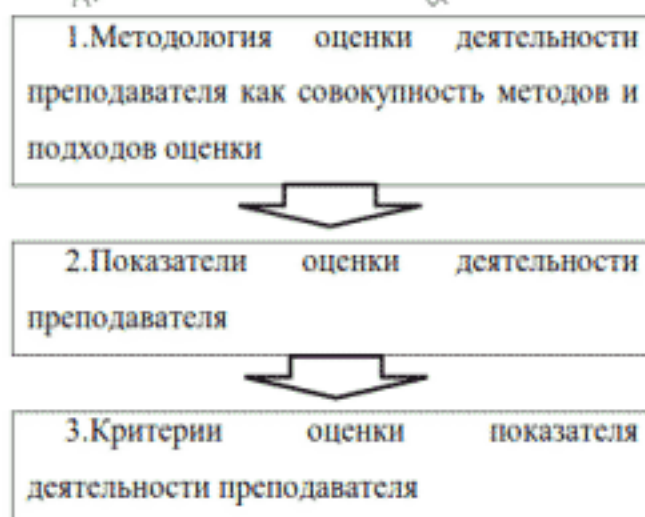 1.Методология оценки деятельности
преподавателя как совокупность методов и
подходов оценки
2.Показатели оценки деятельности
преподавателя
3.Критерии оценки показателя
деятельности преподавателя